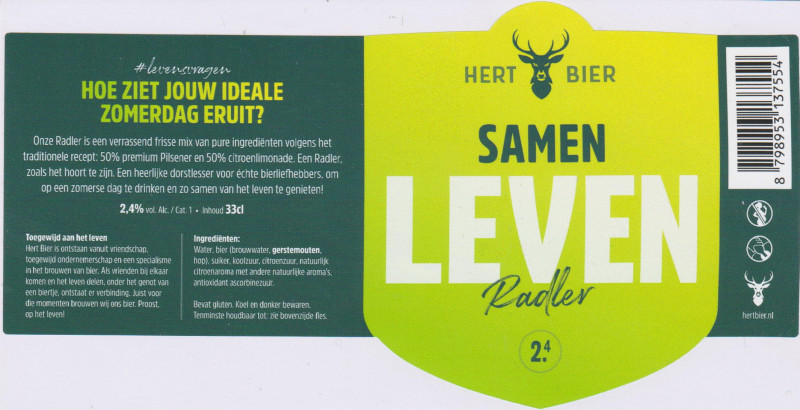 #levensvragen
HOE ZIET JOUW IDEALE
ZOMERDAG ERUIT?
Onze Radler is een verrassend frisse mix van pure ingrediënten volgens het
traditionele recept: 50% premium Pilsener en 50% citroenlimonade. Een Radler,
zoals het hoort te zijn. Een heerlijke dorstlesser voor échte bierliefhebbers, om
op een zomerse dag te drinken en zo samen van het leven te genieten!
2,4% vol. Alc. / Cat. 1 • Inhoud 33cl
Toegewijd aan het leven
Hert Bier is ontstaan vanuit vriendschap,
toegewijd ondernemerschap en een specialisme
in het brouwen van bier. Als vrienden bij elkaar
komen en het leven delen, onder het genot van
een biertje, ontstaat er verbinding. Juist voor
die momenten brouwen wij ons bier. Proost,
op het leven!
Ingrediënten:
Water, bier (brouwwater, gerstemouten,
hop), suiker, koolzuur, citroenzuur, natuurlijk
citroenaroma met andere natuurlijke aroma's,
antioxidant ascorbinezuur.
Bevat gluten. Koel en donker bewaren.
Tenminste houdbaar tot: zie bovenzijde fles.
HERT BIER
SAMEN
LEVEN
Radler
2.4
8 798953 137554
hertbier.nl